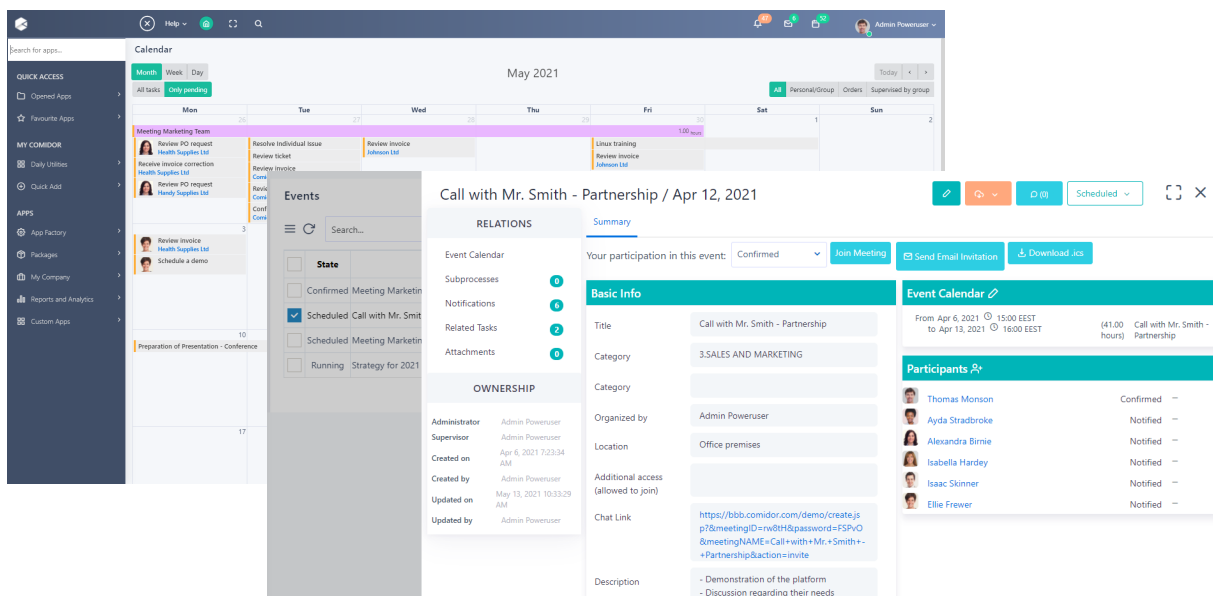 Help
47
6
52
Admin Poweruser
Search for apps...
QUICK ACCESS
Opened Apps
Favourite Apps
MY COMIDOR
Daily Utilities
Quick Add
APPS
App Factory
Packages
My Company
Reports and Analytics
Custom Apps
Calendar
Month Week Day
May 2021
Today
All tasks Only pending
All Personal/Group Orders Supervised by group
Mon Tue Wed Thu Fri Sat Sun
26 27 28 29 30 1 2
Meeting Marketing Team 1:00 hours
Review PO request
Health Supplies Ltd
Receive invoice correction
Health Supplies Ltd
Review PO request
Handy Supplies Ltd
Resolve Individual Issue
Review ticket
Review invoice
Comi
Revi
Comi
Conf
Comi
Review invoice
Johnson Ltd
Linux training
Review invoice
Johnson Ltd
3
Review invoice
Health Supplies Ltd
Schedule a demo
10
Preparation of Presentation - Conference
17
Events
Search...
State
Confirmed Meeting Marketin
Scheduled Call with Mr. Smit
Scheduled Meeting Marketin
Running Strategy for 2021
Call with Mr. Smith - Partnership / Apr 12, 2021
(0)
Scheduled
RELATIONS
Event Calendar
Subprocesses 0
Notifications 6
Related Tasks 2
Attachments 0
OWNERSHIP
Administrator Admin Poweruser
Supervisor Admin Poweruser
Created on Apr 6, 2021 7:23:34
AM
Created by Admin Poweruser
Updated on May 13, 2021 10:33:29
AM
Updated by Admin Poweruser
Summary
Your participation in this event: Confirmed Join Meeting Send Email Invitation Download .ics
Basic Info
Title Call with Mr. Smith - Partnership
Category 3.SALES AND MARKETING
Category
Organized by Admin Poweruser
Location Office premises
Additional access
(allowed to join)
Chat Link https://bbb.comidor.com/demo/create.js
p?&meetingID=rw8tH&password=FSPvO
&meetingNAME=Call+with+Mr.+Smith+-
+Partnership&action=invite
Description - Demonstration of the platform
- Discussion regarding their needs
Event Calendar
From Apr 6, 2021 15:00 EEST
to Apr 13, 2021 16:00 EEST
(41.00
hours)
Call with Mr. Smith -
Partnership
Participants
Thomas Monson Confirmed –
Ayda Stradbroke Notified –
Alexandra Birnie Notified –
Isabella Hardey Notified –
Isaac Skinner Notified –
Ellie Frewer Notified –